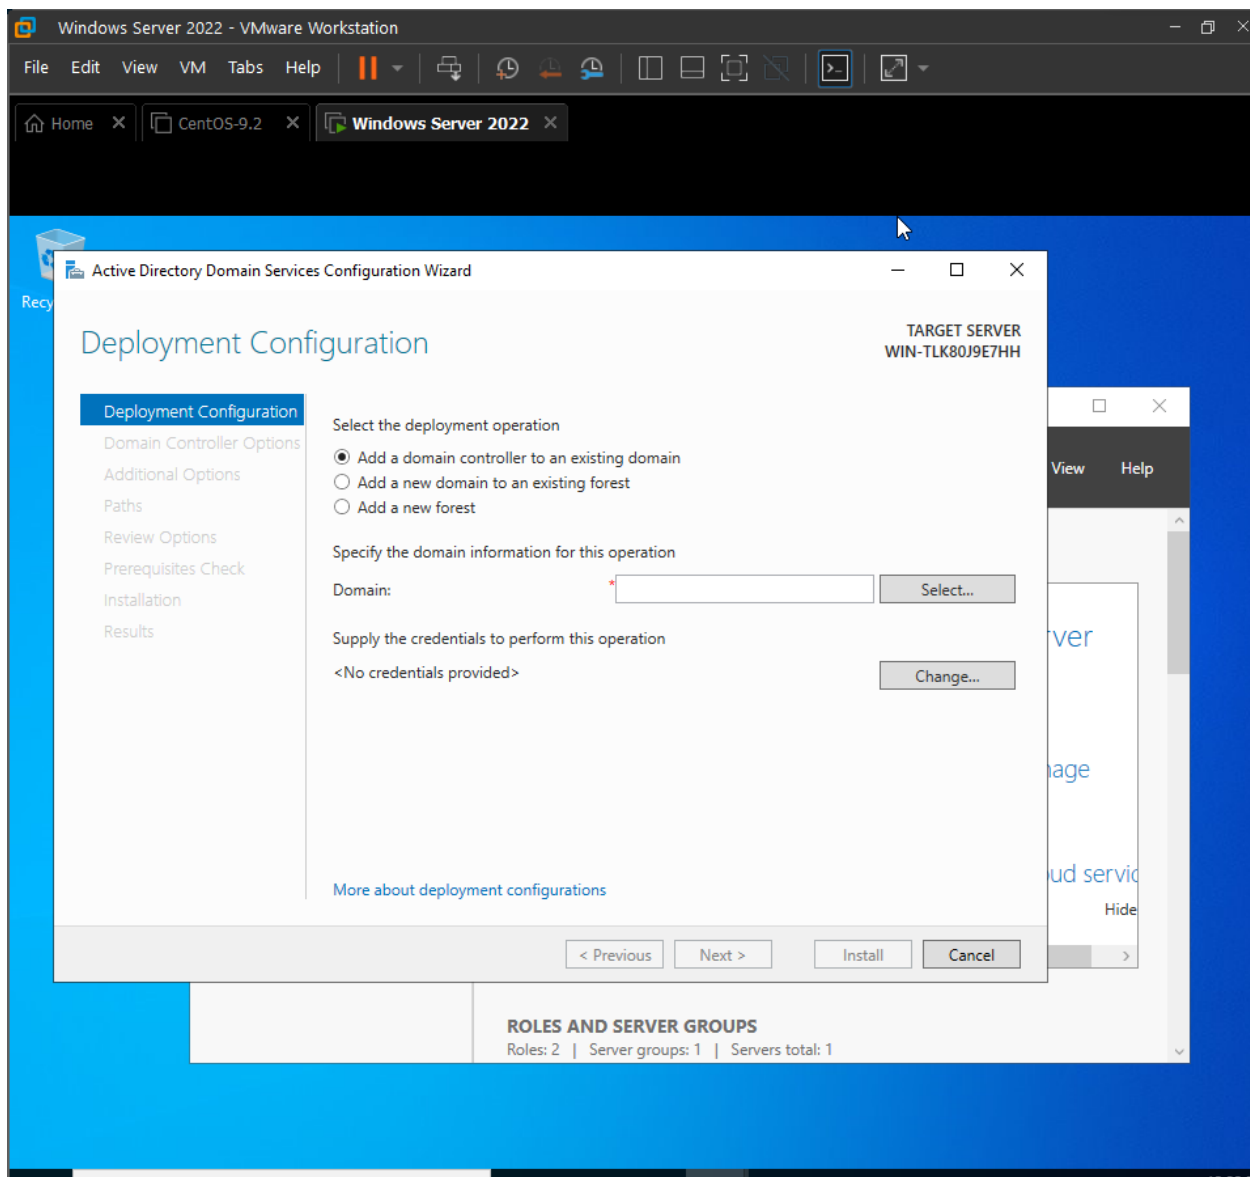 Windows Server 2022 - VMware Workstation
File Edit View VM Tabs Help
Home CentOS-9.2 Windows Server 2022
Recy
Active Directory Domain Services Configuration Wizard
Deployment Configuration
TARGET SERVER
WIN-TLK80J9E7HH
Deployment Configuration
Domain Controller Options
Additional Options
Paths
Review Options
Prerequisites Check
Installation
Results
Select the deployment operation
Add a domain controller to an existing domain
Add a new domain to an existing forest
Add a new forest
Specify the domain information for this operation
Domain: * Select...
Supply the credentials to perform this operation
<No credentials provided> Change...
More about deployment configurations
< Previous Next > Install Cancel
View Help
rver
nage
oud servic
Hide
ROLES AND SERVER GROUPS
Roles: 2 | Server groups: 1 | Servers total: 1